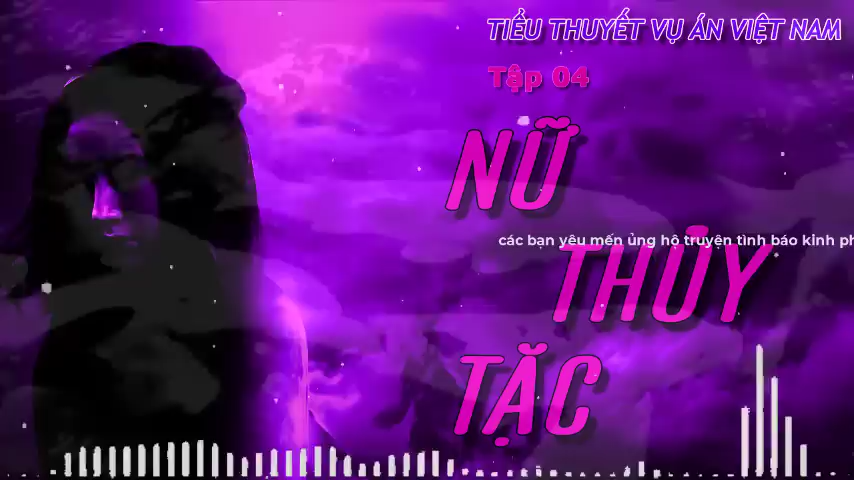 TIỂU THUYẾT VỤ ÁN VIỆT NAM
Tập 04
NỮ
các bạn yêu mến ủng hộ truyện tình báo kinh
THỦY
TẶC